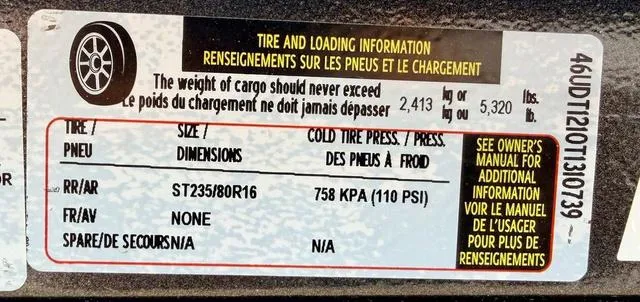 TIRE AND LOADING INFORMATION
RENSEIGNEMENTS SUR LES PNEUS ET LE CHARGEMENT
The weight of cargo should never exceed
Le poids du chargement ne doit jamais dépasser 2,413 kg or kg ou 5,320 lbs. lb.
TIRE / SIZE / COLD TIRE PRESS. / PRESS.
PNEU DIMENSIONS DES PNEUS À FROID
RR/AR ST235/80R16 758 KPA (110 PSI)
FR/AV NONE
SPARE/DE SECOURS N/A N/A
SEE OWNER'S
MANUAL FOR
ADDITIONAL
INFORMATION
VOIR LE MANUEL
DE L'USAGER
POUR PLUS DE
RENSEIGNEMENTS